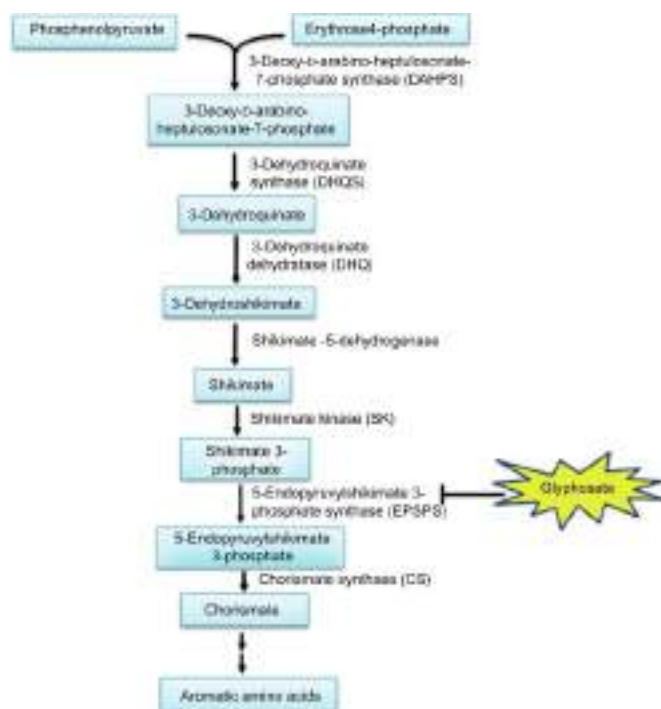 Phosphenolpyruvate
Erythrose4-phosphate
3-Deoxy-D-arabino-heptulosonate-
7-phosphate synthase (DAHPS)
3-Deoxy-D-arabino-
heptulosonate-7-phosphate
3-Dehydroquinate
synthase (DHQS)
3-Dehydroquinate
3-Dehydroquinate
dehydratase (DHQ)
3-Dehydroshikimate
Shikimate -5-dehydrogenase
Shikimate
Shikimate kinase (SK)
Shikimate 3-
phosphate
5-Endopyruvylshikimate 3-
phosphate synthase (EPSPS)
Glyphosate
5-Endopyruvylshikimate
3-phosphate
Chorismate synthase (CS)
Chorismate
Aromatic amino acids